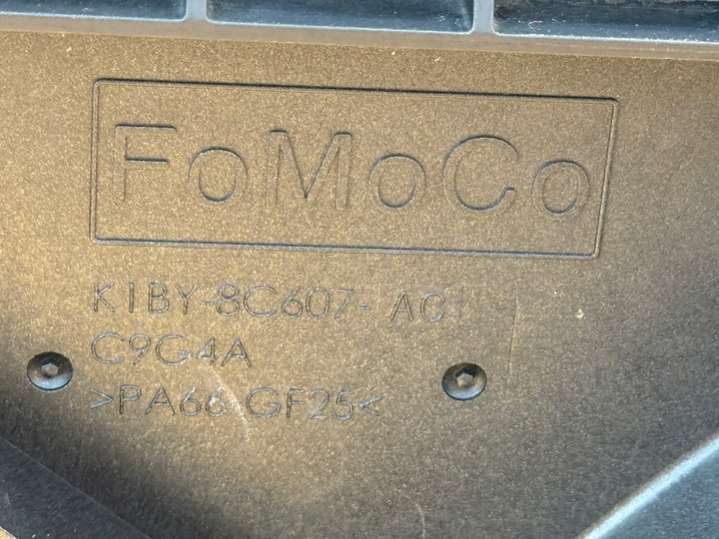 FoMoCo
K1BY-8C607-AC
C9G4A
>PA66 GF25<